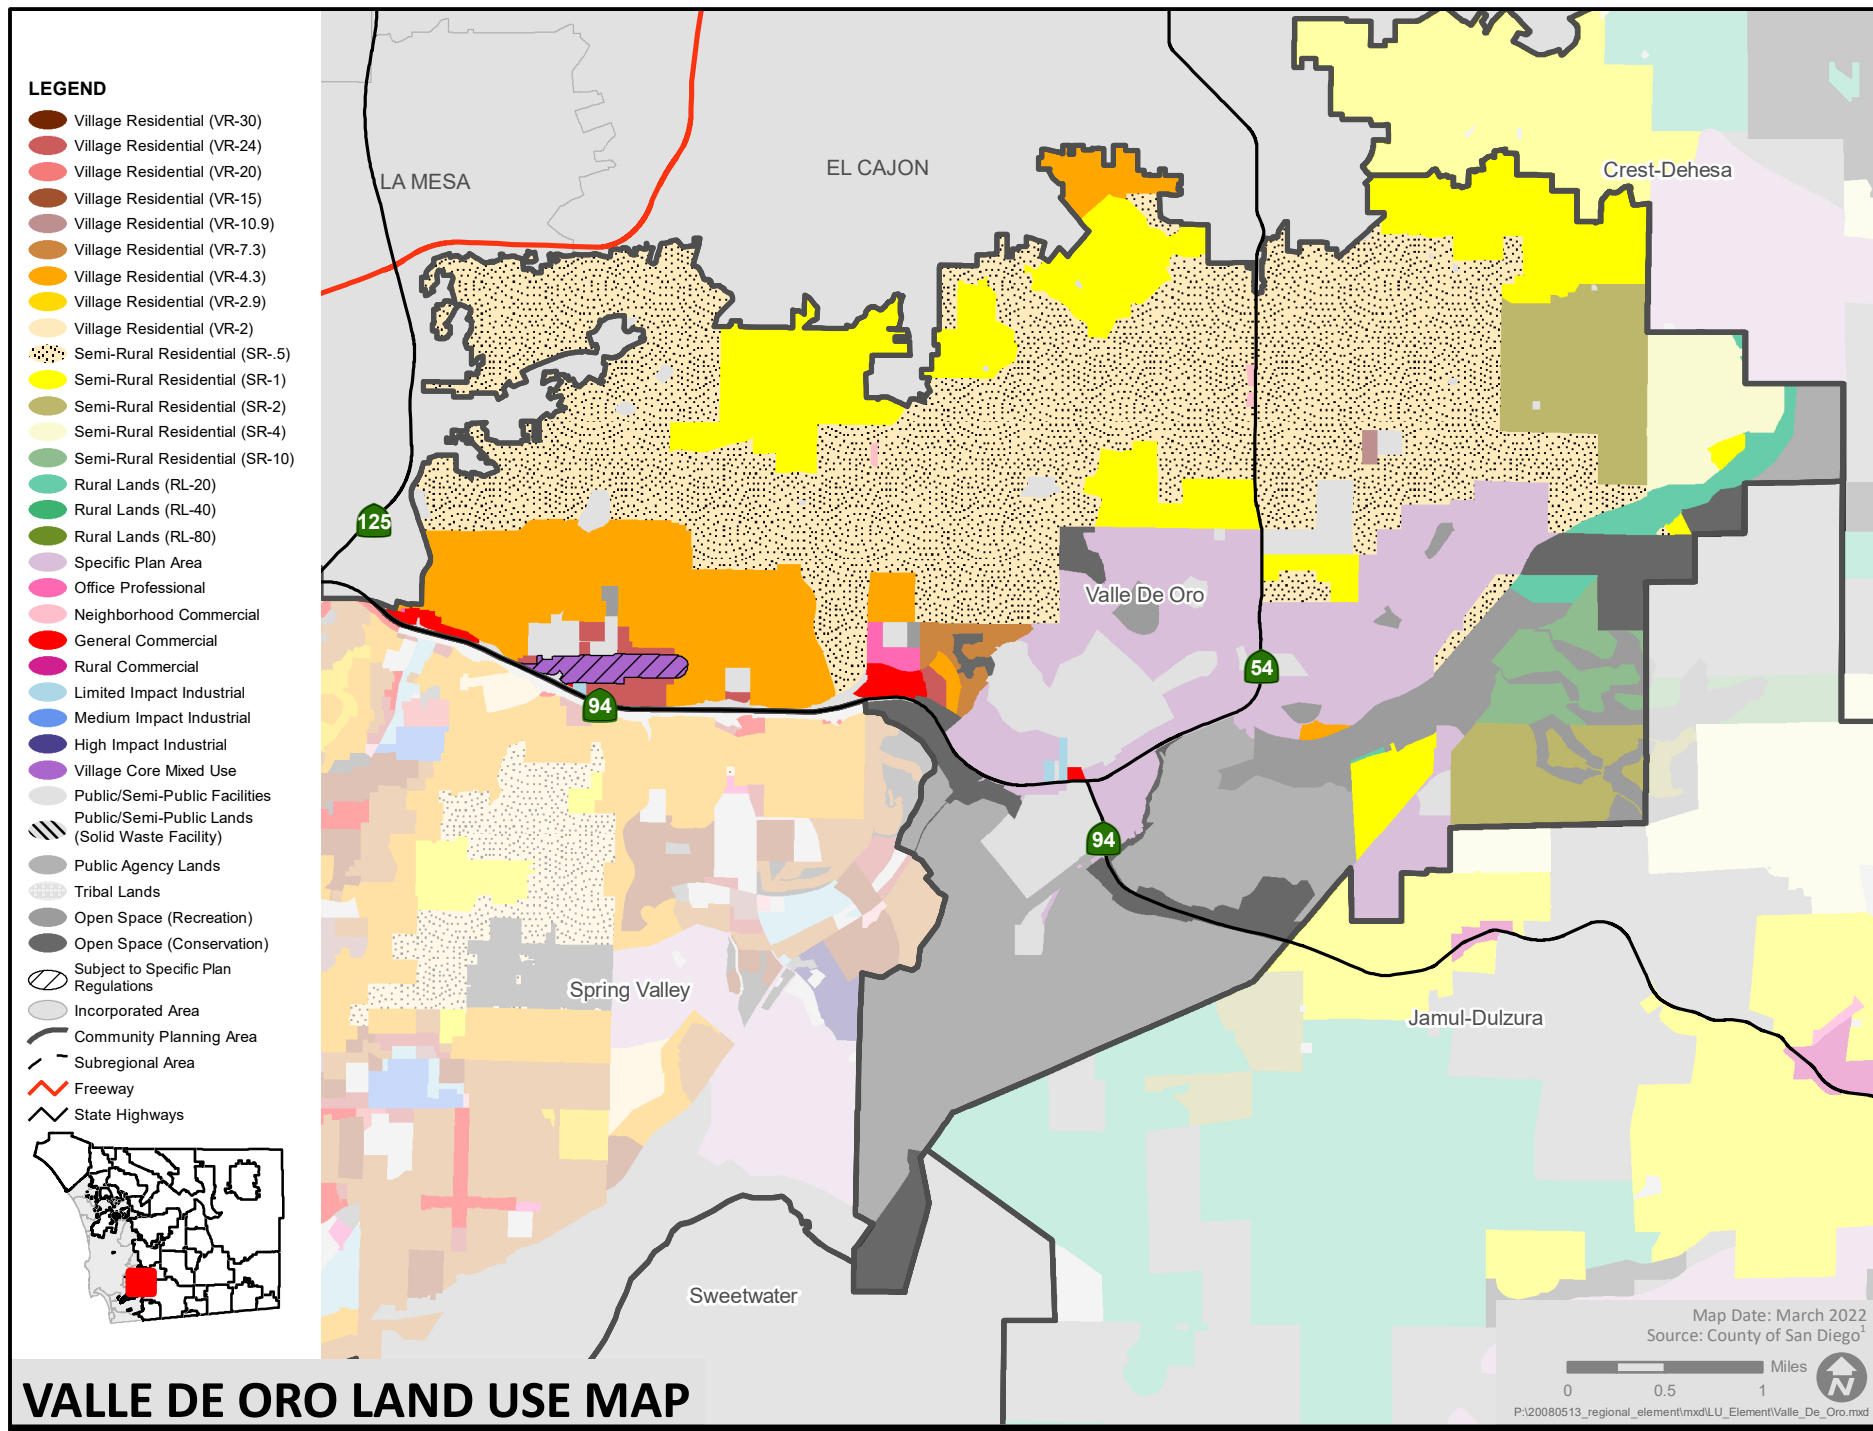 LEGEND
Village Residential (VR-30)
Village Residential (VR-24)
Village Residential (VR-20)
Village Residential (VR-15)
Village Residential (VR-10.9)
Village Residential (VR-7.3)
Village Residential (VR-4.3)
Village Residential (VR-2.9)
Village Residential (VR-2)
Semi-Rural Residential (SR-.5)
Semi-Rural Residential (SR-1)
Semi-Rural Residential (SR-2)
Semi-Rural Residential (SR-4)
Semi-Rural Residential (SR-10)
Rural Lands (RL-20)
Rural Lands (RL-40)
Rural Lands (RL-80)
Specific Plan Area
Office Professional
Neighborhood Commercial
General Commercial
Rural Commercial
Limited Impact Industrial
Medium Impact Industrial
High Impact Industrial
Village Core Mixed Use
Public/Semi-Public Facilities
Public/Semi-Public Lands
(Solid Waste Facility)
Public Agency Lands
Tribal Lands
Open Space (Recreation)
Open Space (Conservation)
Subject to Specific Plan
Regulations
Incorporated Area
Community Planning Area
Subregional Area
Freeway
State Highways
LA MESA
EL CAJON
Crest-Dehesa
125
Valle De Oro
54
94
94
Spring Valley
Jamul-Dulzura
Sweetwater
VALLE DE ORO LAND USE MAP
Map Date: March 2022
Source: County of San Diego1
Miles
0 0.5 1
N
P:\20080513_regional_element\mxd\LU_Element\Valle_De_Oro.mxd